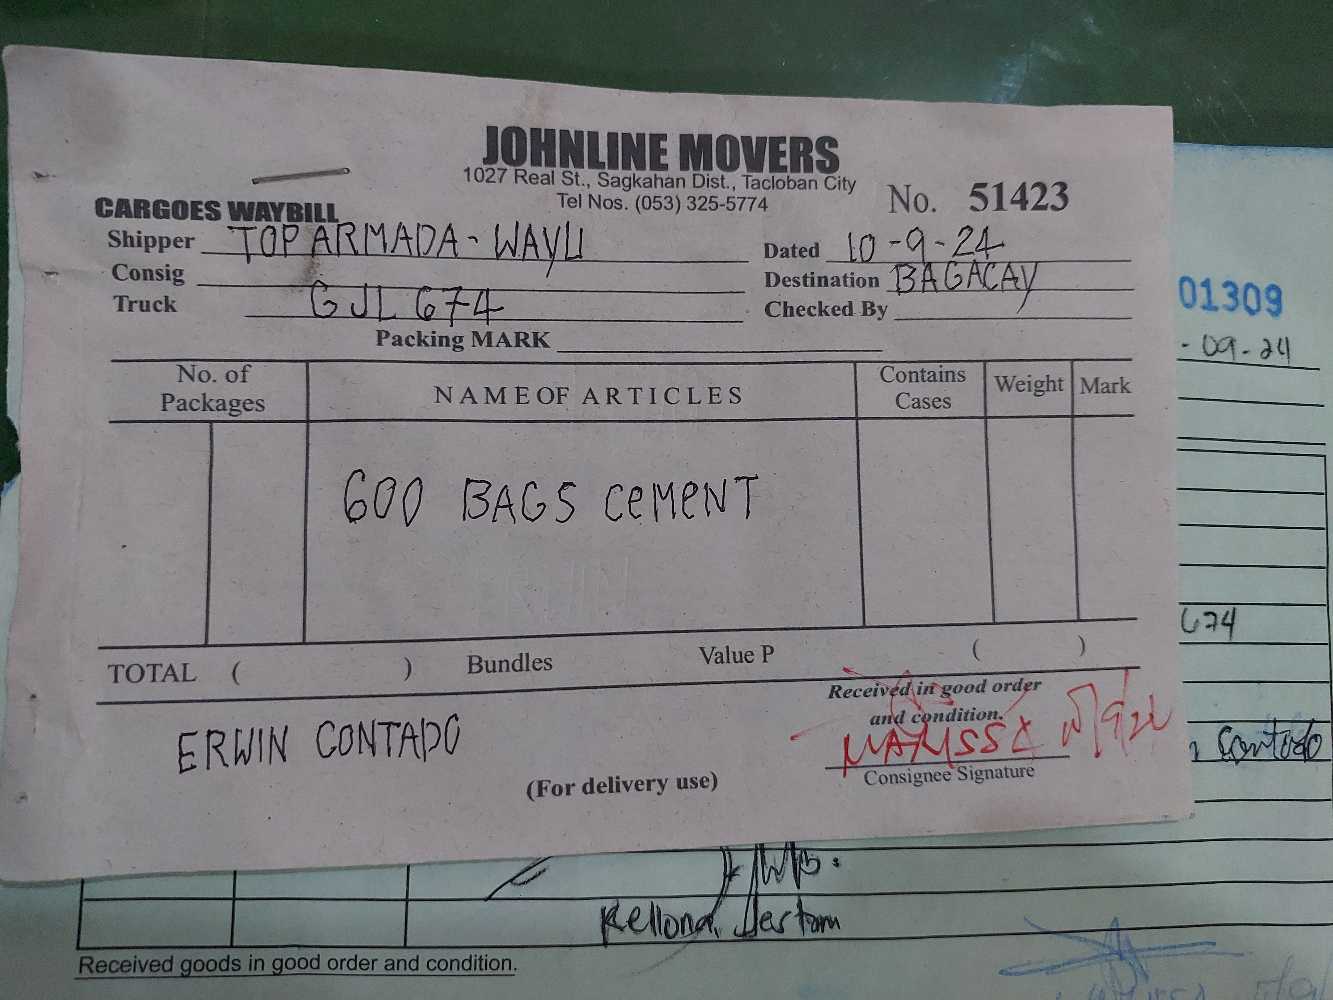 JOHNLINE MOVERS
1027 Real St., Sagkahan Dist., Tacloban City
Tel Nos. (053) 325-5774
No. 51423
CARGOES WAYBILL
Shipper TOP ARMADA - WAYU
Dated 10-9-24
Consig
Destination BAGACAY
Truck GJL 674
Checked By
Packing MARK
No. of Packages NAME OF ARTICLES Contains Cases Weight Mark
600 BAGS CEMENT
TOTAL ( ) Bundles Value P ( )
Received in good order
and condition.
ERWIN CONTADO
MARISSA
(For delivery use)
Consignee Signature
01309
-09-24
674
Contado
Received goods in good order and condition.